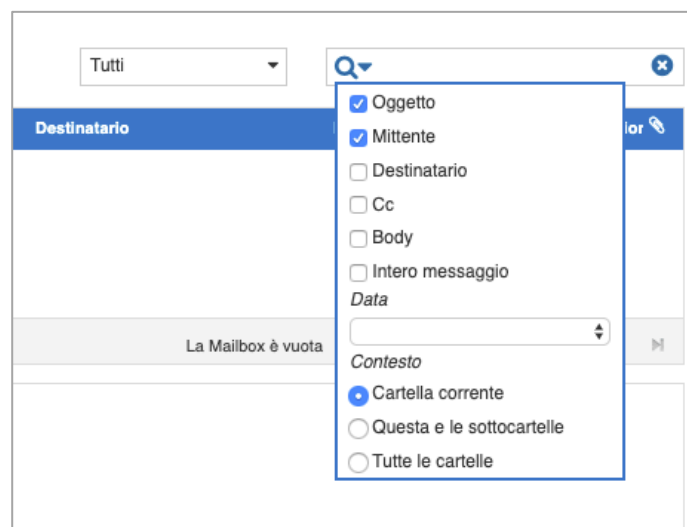 Tutti
Oggetto
Destinatario
Mittente
Destinatario
Cc
Body
Intero messaggio
Data
La Mailbox è vuota
Contesto
Cartella corrente
Questa e le sottocartelle
Tutte le cartelle